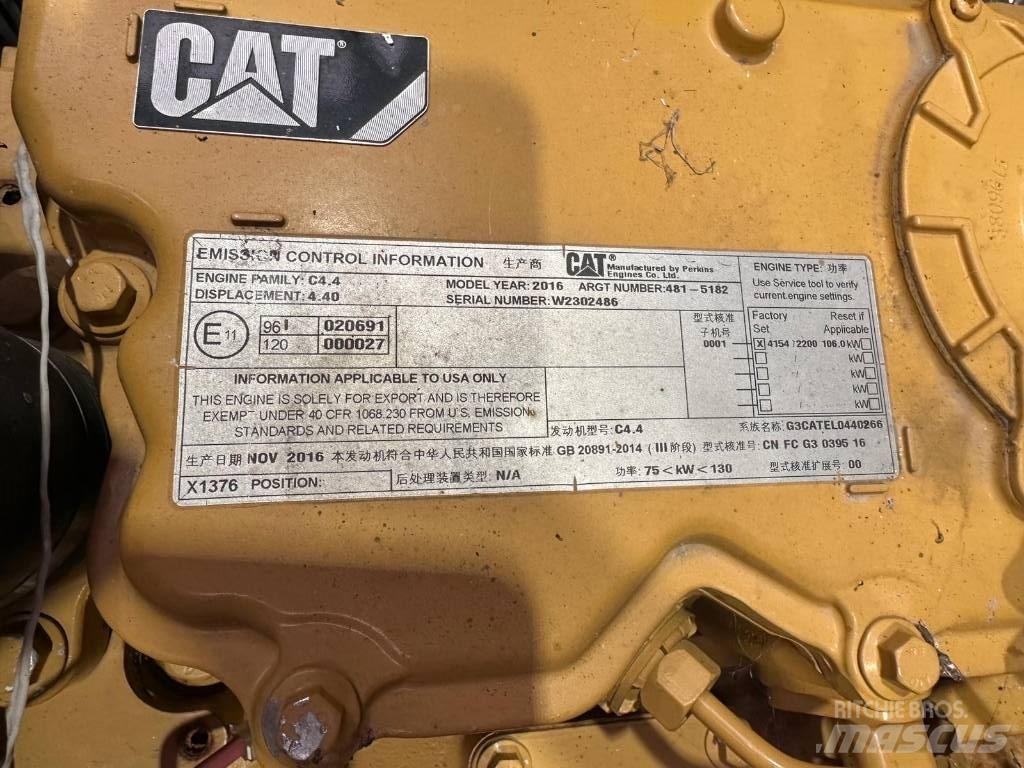 CAT®
EMISSION CONTROL INFORMATION 生产商 CAT® Manufactured by Perkins Engines Co. Ltd.
ENGINE FAMILY: C4.4 MODEL YEAR: 2016 ARGT NUMBER: 481-5182
DISPLACEMENT: 4.40 SERIAL NUMBER: W2302486
ENGINE TYPE: 功率
Use Service tool to verify
current engine settings.
E 11
96 I 020691
120 000027
型式核准
子机号
0001
Factory Reset if
Set Applicable
X 4154 / 2200 106.0 kW
/ kW
/ kW
/ kW
/ kW
INFORMATION APPLICABLE TO USA ONLY
THIS ENGINE IS SOLELY FOR EXPORT AND IS THEREFORE
EXEMPT UNDER 40 CFR 1068.230 FROM U.S. EMISSION
STANDARDS AND RELATED REQUIREMENTS
发动机型号: C4.4 系族名称: G3CATEL0440266
生产日期 NOV 2016 本发动机符合中华人民共和国国家标准 GB 20891-2014 (III阶段) 型式核准号: CN FC G3 0395 16
X1376 POSITION: 后处理装置类型: N/A 功率: 75<kW<130 型式核准扩展号 00
RITCHIE BROS.
mascus